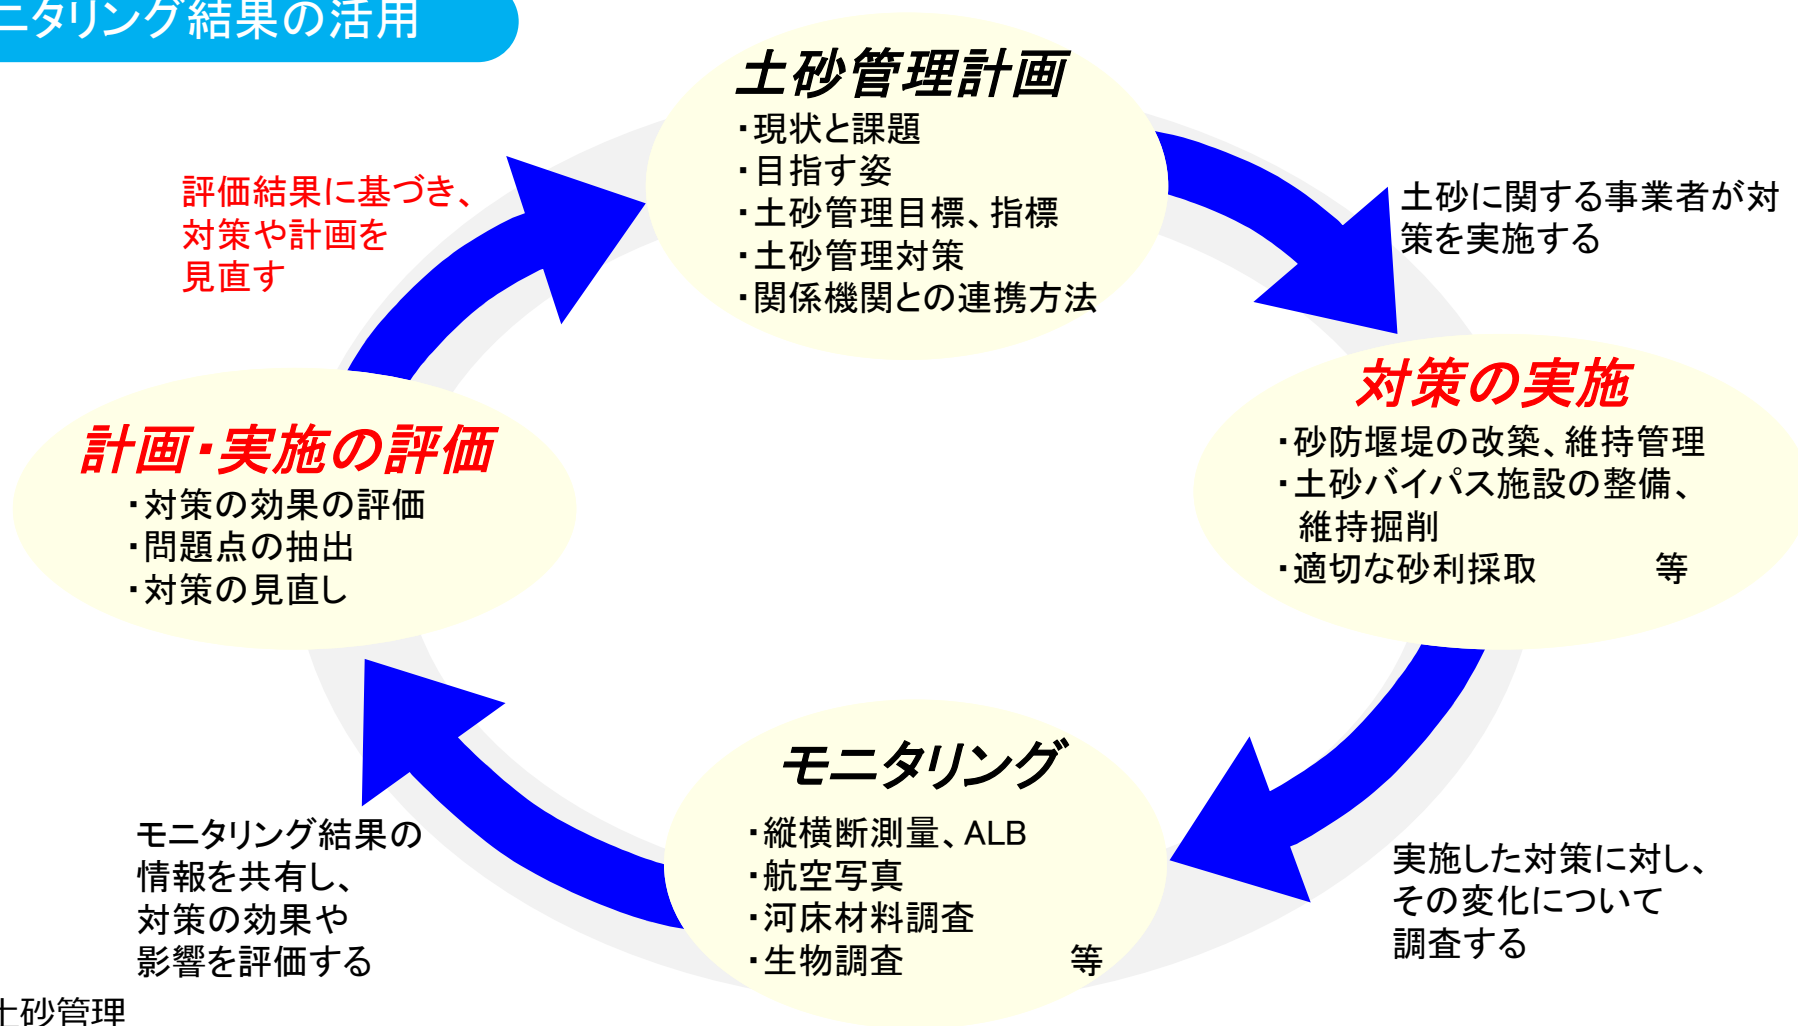 ニタリング結果の活用
土砂管理計画
・現状と課題
・目指す姿
・土砂管理目標、指標
・土砂管理対策
・関係機関との連携方法
土砂に関する事業者が対
策を実施する
対策の実施
・砂防堰堤の改築、維持管理
・土砂バイパス施設の整備、
維持掘削
・適切な砂利採取 等
実施した対策に対し、
その変化について
調査する
モニタリング
・縦横断測量、ALB
・航空写真
・河床材料調査
・生物調査 等
モニタリング結果の
情報を共有し、
対策の効果や
影響を評価する
計画・実施の評価
・対策の効果の評価
・問題点の抽出
・対策の見直し
評価結果に基づき、
対策や計画を
見直す
土砂管理